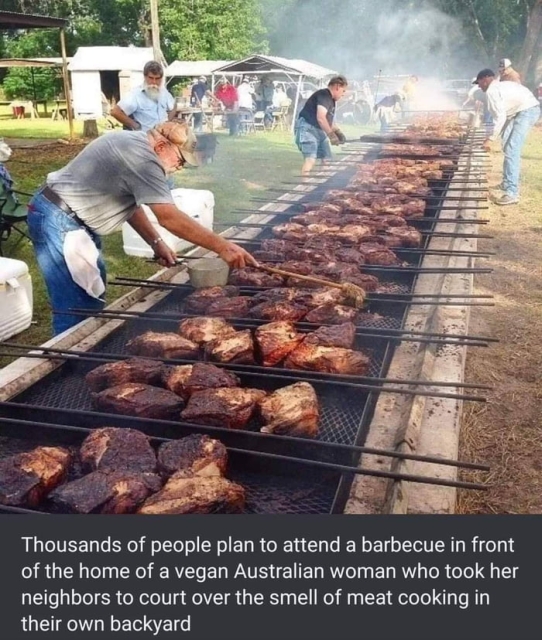 Thousands of people plan to attend a barbecue in front
of the home of a vegan Australian woman who took her
neighbors to court over the smell of meat cooking in
their own backyard